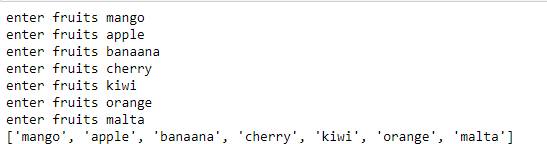 enter fruits mango
enter fruits apple
enter fruits banaana
enter fruits cherry
enter fruits kiwi
enter fruits orange
enter fruits malta
['mango', 'apple', 'banaana', 'cherry', 'kiwi', 'orange', 'malta']